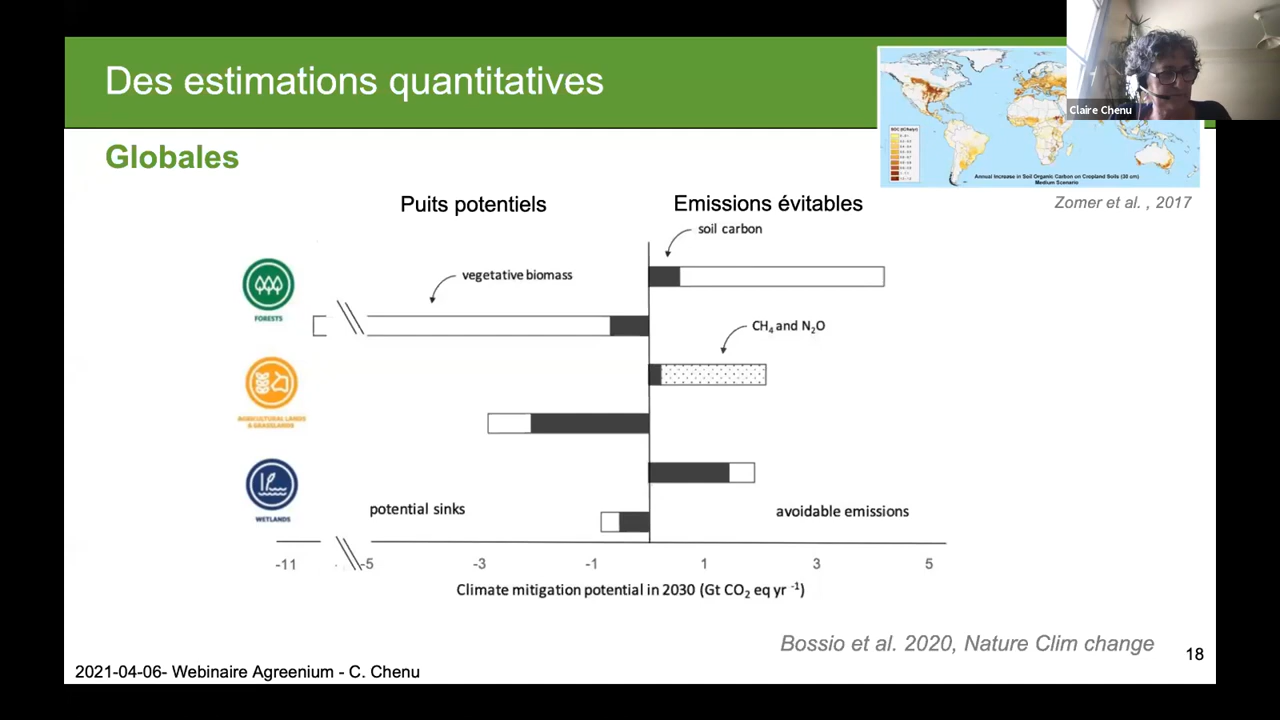 Des estimations quantitatives
Claire Chenu
Annual Increase in Soil Organic Carbon on Cropland Soils (30 cm)
Medium Scenario
Zomer et al. , 2017
Globales
Puits potentiels
Emissions évitables
soil carbon
vegetative biomass
FORESTS
CH₄ and N₂O
AGRICULTURAL LANDS
& GRASSLANDS
WETLANDS
potential sinks
avoidable emissions
-11 -5 -3 -1 1 3 5
Climate mitigation potential in 2030 (Gt CO₂ eq yr ⁻¹)
Bossio et al. 2020, Nature Clim change
18
2021-04-06- Webinaire Agreenium - C. Chenu